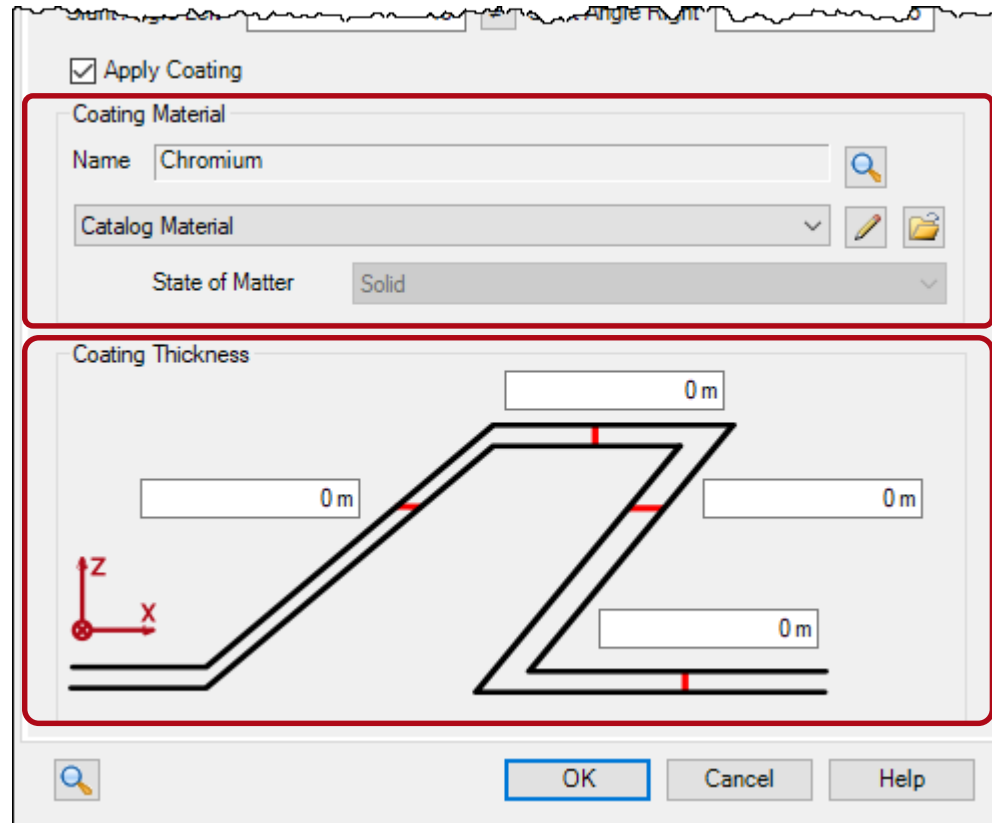 Angle Right
Apply Coating
Coating Material
Name Chromium
Catalog Material
State of Matter Solid
Coating Thickness
0 m
0 m 0 m
Z
X
0 m
OK Cancel Help